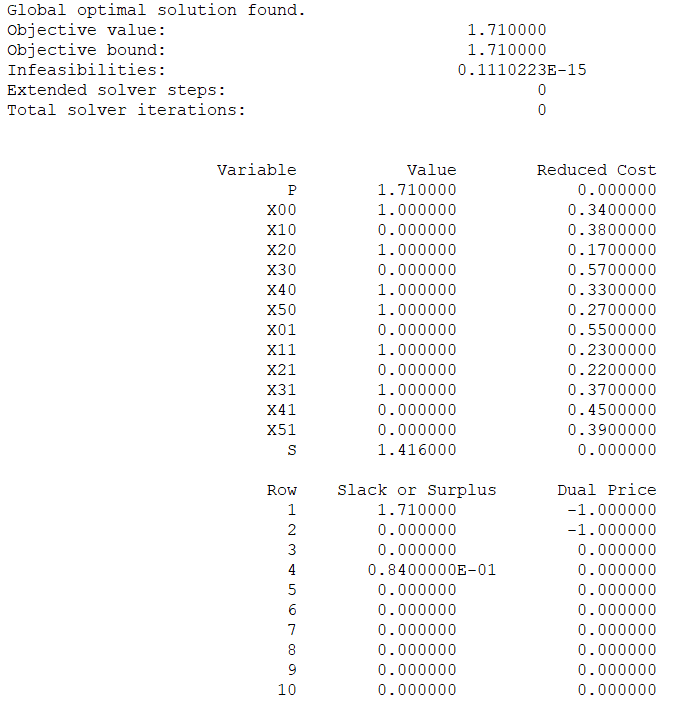 Global optimal solution found.
Objective value: 1.710000
Objective bound: 1.710000
Infeasibilities: 0.1110223E-15
Extended solver steps: 0
Total solver iterations: 0
Variable Value Reduced Cost
P 1.710000 0.000000
X00 1.000000 0.3400000
X10 0.000000 0.3800000
X20 1.000000 0.1700000
X30 0.000000 0.5700000
X40 1.000000 0.3300000
X50 1.000000 0.2700000
X01 0.000000 0.5500000
X11 1.000000 0.2300000
X21 0.000000 0.2200000
X31 1.000000 0.3700000
X41 0.000000 0.4500000
X51 0.000000 0.3900000
S 1.416000 0.000000
Row Slack or Surplus Dual Price
1 1.710000 -1.000000
2 0.000000 -1.000000
3 0.000000 0.000000
4 0.8400000E-01 0.000000
5 0.000000 0.000000
6 0.000000 0.000000
7 0.000000 0.000000
8 0.000000 0.000000
9 0.000000 0.000000
10 0.000000 0.000000